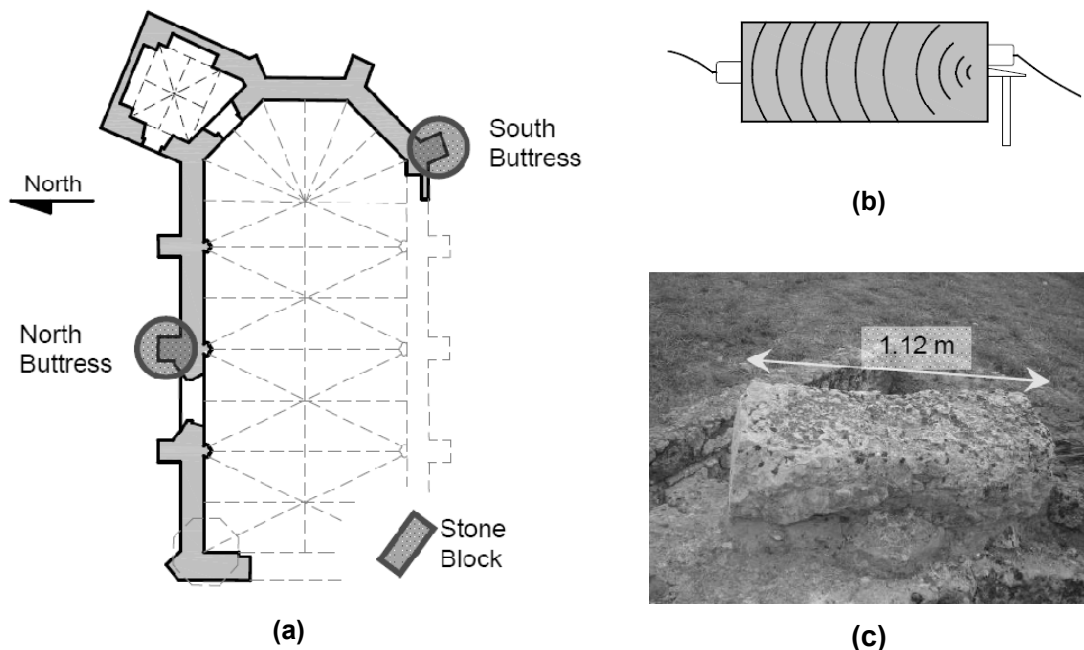 South
Buttress
North
North
Buttress
Stone
Block
(a)
(b)
1.12 m
(c)